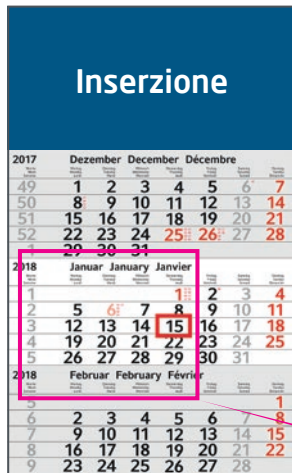 Inserzione
2017 Dezember December Décembre
49 1 2 3 4 5 6 7
50 8 9 10 11 12 13 14
51 15 16 17 18 19 20 21
52 22 23 24 25 26 27 28
1 29 30 31
2018 Januar January Janvier
1 1 2 3 4
2 5 6 7 8 9 10 11
3 12 13 14 15 16 17 18
4 19 20 21 22 23 24 25
5 26 27 28 29 30 31
2018 Februar February Février
5 1
6 2 3 4 5 6 7 8
7 9 10 11 12 13 14 15
8 16 17 18 19 20 21 22
9 23 24 25 26 27 28